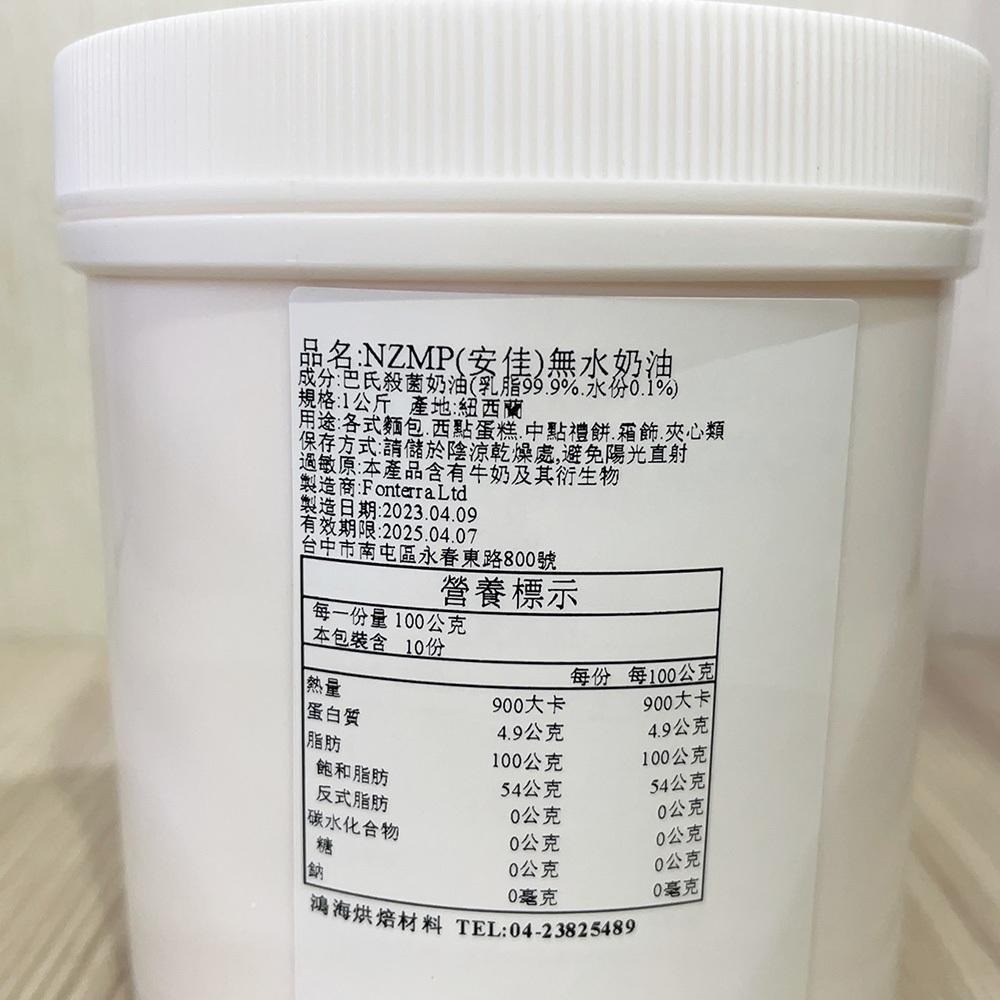 品名:NZMP(安佳)無水奶油
成分:巴氏殺菌奶油(乳脂99.9%.水份0.1%)
規格:1公斤 產地:紐西蘭
用途:各式麵包.西點蛋糕.中點禮餅.霜飾.夾心類
保存方式:請儲於陰涼乾燥處,避免陽光直射
過敏原:本產品含有牛奶及其衍生物
製造商:Fonterra Ltd
製造日期:2023.04.09
有效期限:2025.04.07
台中市南屯區永春東路800號
營養標示
每一份量 100公克
本包裝含 10份
每份 每100公克
熱量 900大卡 900大卡
蛋白質 4.9公克 4.9公克
脂肪 100公克 100公克
飽和脂肪 54公克 54公克
反式脂肪 0公克 0公克
碳水化合物 0公克 0公克
糖 0公克 0公克
鈉 0毫克 0毫克
鴻海烘焙材料 TEL:04-23825489